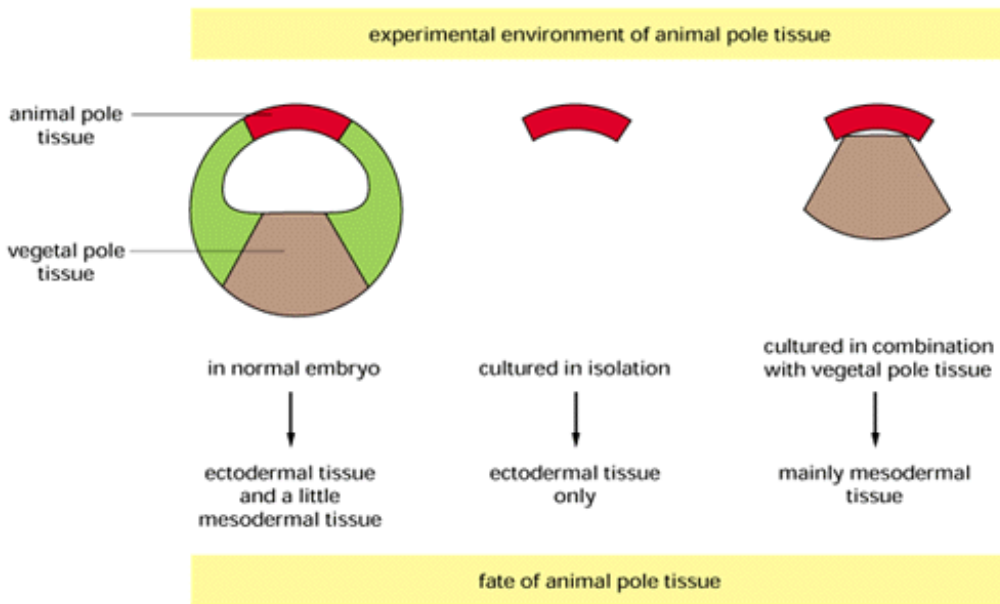 experimental environment of animal pole tissue
animal pole
tissue
vegetal pole
tissue
in normal embryo
cultured in isolation
cultured in combination
with vegetal pole tissue
ectodermal tissue
and a little
mesodermal tissue
ectodermal tissue
only
mainly mesodermal
tissue
fate of animal pole tissue